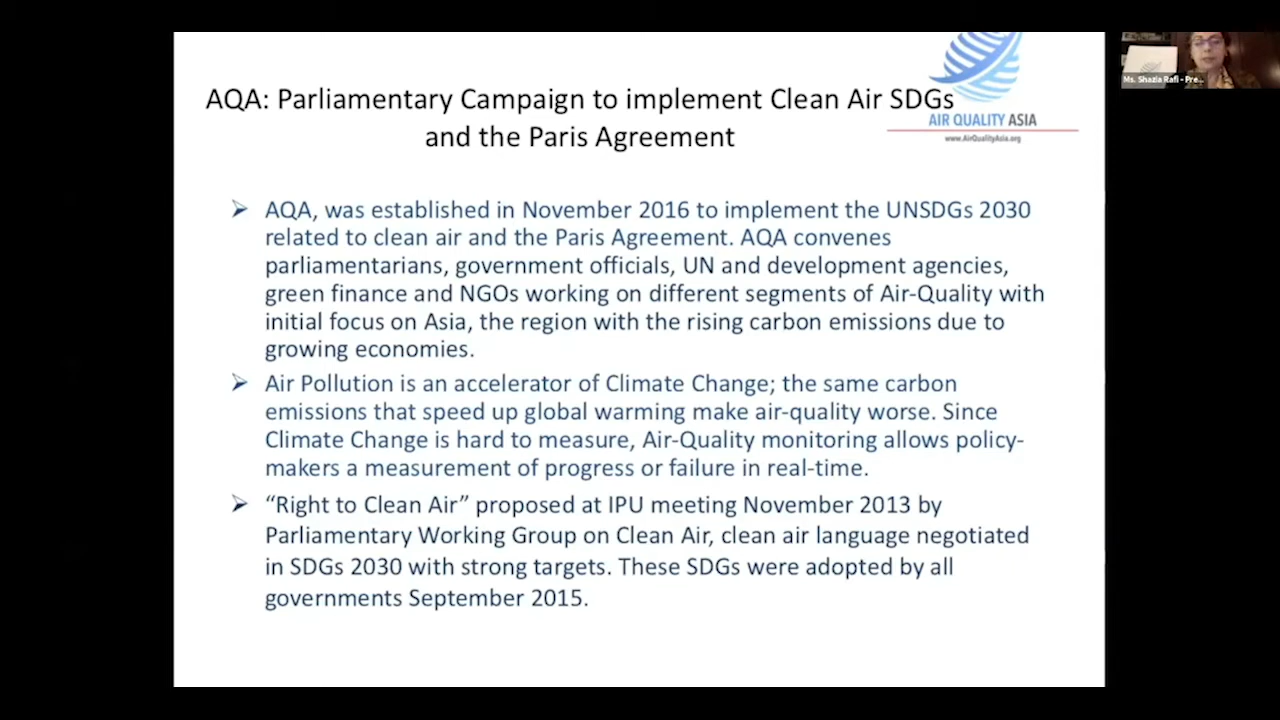 AQA: Parliamentary Campaign to implement Clean Air SDGs
and the Paris Agreement
AIR QUALITY ASIA
www.AirQualityAsia.org
Ms. Shazia Rafi - Pre...
➢ AQA, was established in November 2016 to implement the UNSDGs 2030
related to clean air and the Paris Agreement. AQA convenes
parliamentarians, government officials, UN and development agencies,
green finance and NGOs working on different segments of Air-Quality with
initial focus on Asia, the region with the rising carbon emissions due to
growing economies.
➢ Air Pollution is an accelerator of Climate Change; the same carbon
emissions that speed up global warming make air-quality worse. Since
Climate Change is hard to measure, Air-Quality monitoring allows policy-
makers a measurement of progress or failure in real-time.
➢ “Right to Clean Air” proposed at IPU meeting November 2013 by
Parliamentary Working Group on Clean Air, clean air language negotiated
in SDGs 2030 with strong targets. These SDGs were adopted by all
governments September 2015.